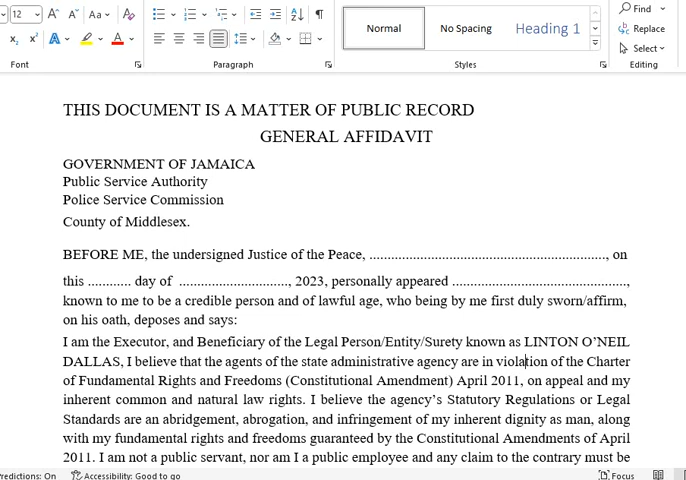 12 A A Aa Find
Normal No Spacing Heading 1 Replace
x₂ x² A A Select
Font Paragraph Styles Editing
THIS DOCUMENT IS A MATTER OF PUBLIC RECORD
GENERAL AFFIDAVIT
GOVERNMENT OF JAMAICA
Public Service Authority
Police Service Commission
County of Middlesex.
BEFORE ME, the undersigned Justice of the Peace, ............................................................., on
this ............ day of ............................., 2023, personally appeared .............................................,
known to me to be a credible person and of lawful age, who being by me first duly sworn/affirm,
on his oath, deposes and says:
I am the Executor, and Beneficiary of the Legal Person/Entity/Surety known as LINTON O’NEIL
DALLAS, I believe that the agents of the state administrative agency are in violation of the Charter
of Fundamental Rights and Freedoms (Constitutional Amendment) April 2011, on appeal and my
inherent common and natural law rights. I believe the agency’s Statutory Regulations or Legal
Standards are an abridgement, abrogation, and infringement of my inherent dignity as man, along
with my fundamental rights and freedoms guaranteed by the Constitutional Amendments of April
2011. I am not a public servant, nor am I a public employee and any claim to the contrary must be
redictions: On Accessibility: Good to go Focus